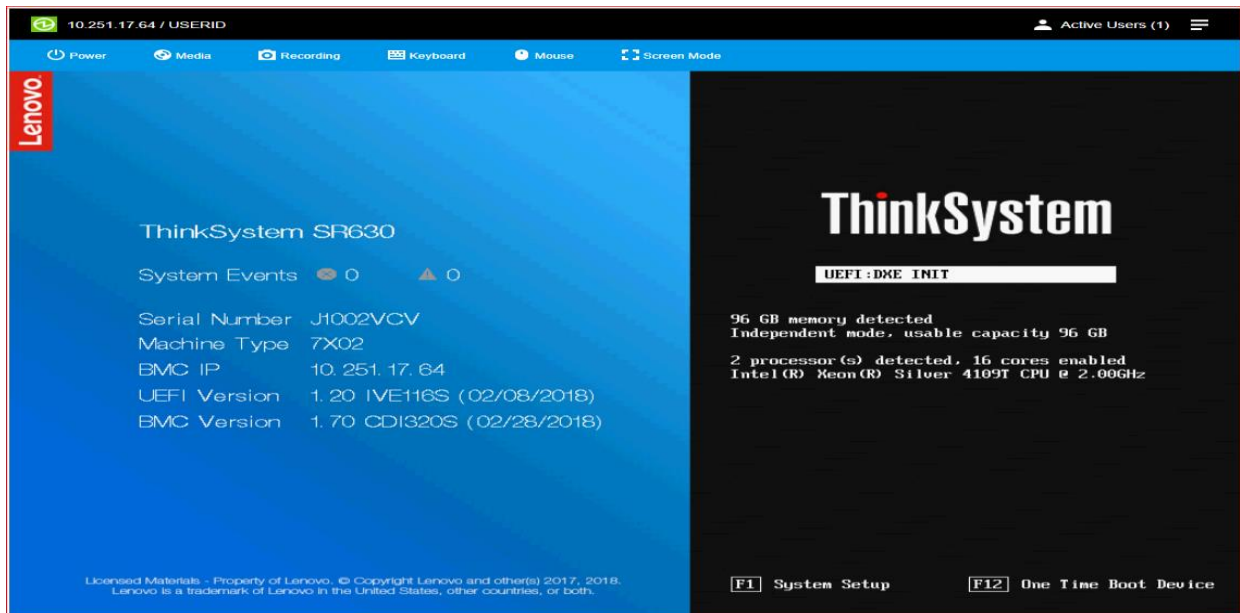 10.251.17.64 / USERID
Active Users (1)
Power Media Recording Keyboard Mouse Screen Mode
Lenovo.
ThinkSystem SR630
System Events 0 0
Serial Number J1002VCV
Machine Type 7X02
BMC IP 10. 251. 17. 64
UEFI Version 1. 20 IVE116S (02/08/2018)
BMC Version 1. 70 CDI320S (02/28/2018)
Licensed Materials - Property of Lenovo. © Copyright Lenovo and other(s) 2017, 2018.
Lenovo is a trademark of Lenovo in the United States, other countries, or both.
ThinkSystem
UEFI:DXE INIT
96 GB memory detected
Independent mode, usable capacity 96 GB
2 processor(s) detected, 16 cores enabled
Intel(R) Xeon(R) Silver 4109T CPU @ 2.00GHz
F1 System Setup
F12 One Time Boot Device